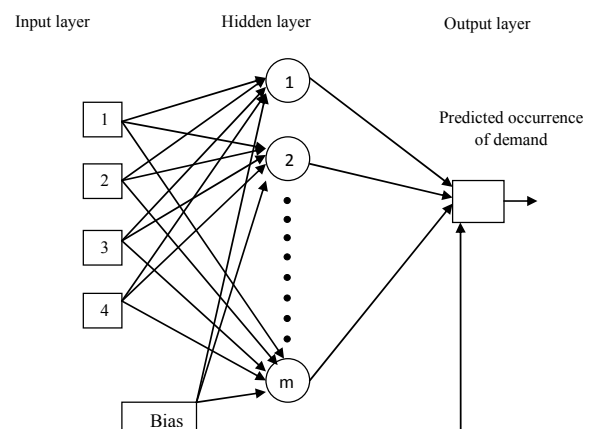 Input layer
Hidden layer
Output layer
1
2
3
4
1
2
m
Predicted occurrence
of demand
Bias